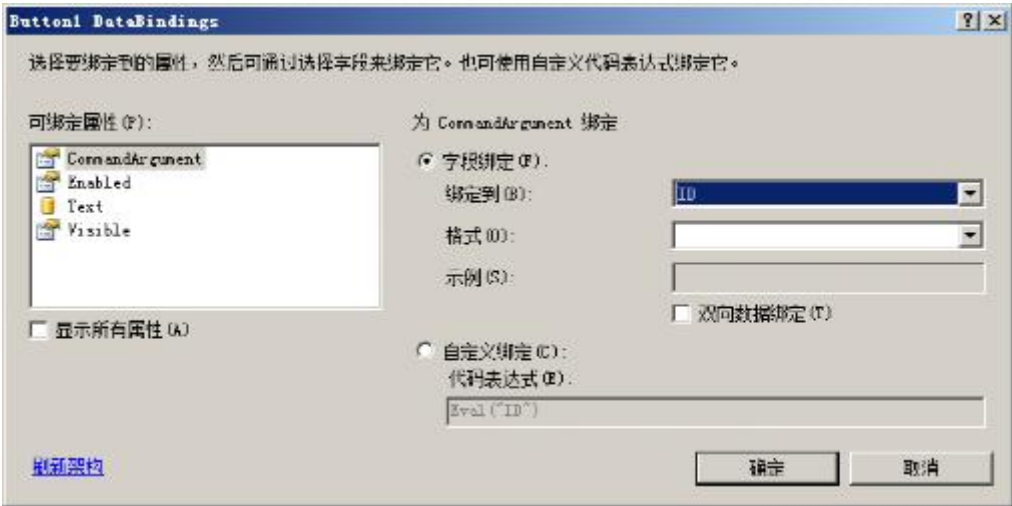 Button1 DataBindings
选择要绑定到的属性，然后可通过选择字段来绑定它。也可使用自定义代码表达式绑定它。
可绑定属性(P):
CommandArgument
Enabled
Text
Visible
显示所有属性(A)
为 CommandArgument 绑定
字段绑定(F):
绑定到(B):
ID
格式(O):
示例(S):
双向数据绑定(T)
自定义绑定(C):
代码表达式(E):
Eval("ID")
刷新架构
确定
取消